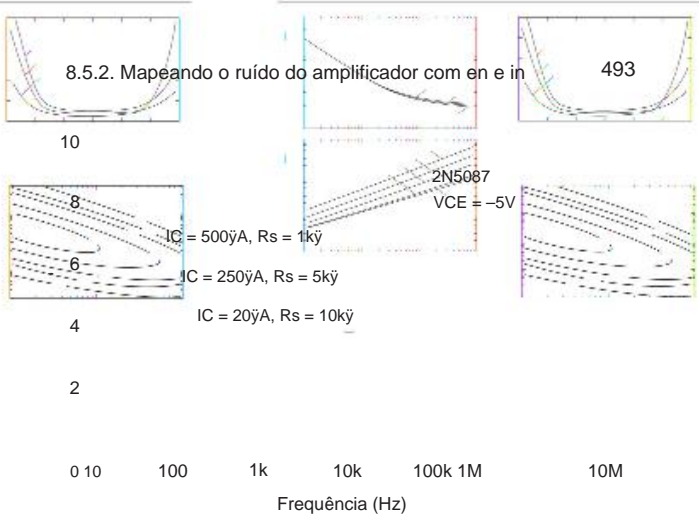 8.5.2. Mapeando o ruído do amplificador com en e in 493
10
2N5087
8
VCE = –5V
IC = 500ÿA, Rs = 1kÿ
6
IC = 250ÿA, Rs = 5kÿ
IC = 20ÿA, Rs = 10kÿ
4
2
0 10 100 1k 10k 100k 1M 10M
Frequência (Hz)